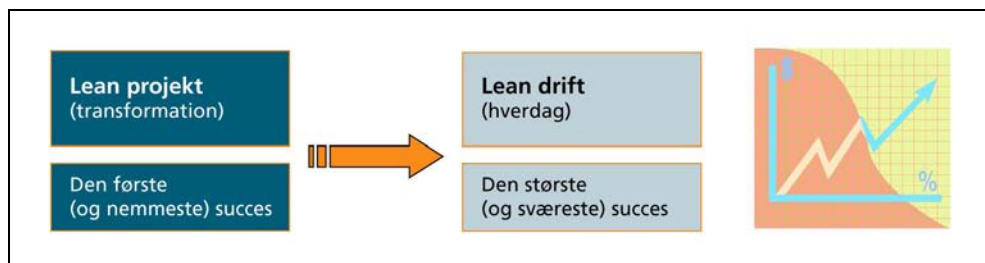 Lean projekt
(transformation)
Den første
(og nemmeste) succes
Lean drift
(hverdag)
Den største
(og sværeste) succes
%